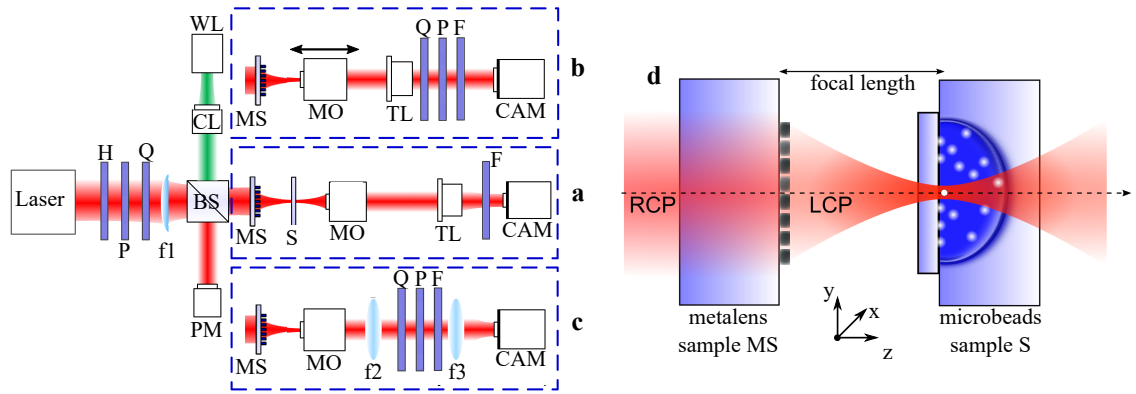 WL
CL
H
Q
Laser
BS
P
f1
PM
Q P F
b
MS
MO
TL
CAM
F
a
MS
S
MO
TL
CAM
Q P F
c
MS
MO
f2
f3
CAM
d
focal length
RCP
LCP
y
x
z
metalens
sample MS
microbeads
sample S